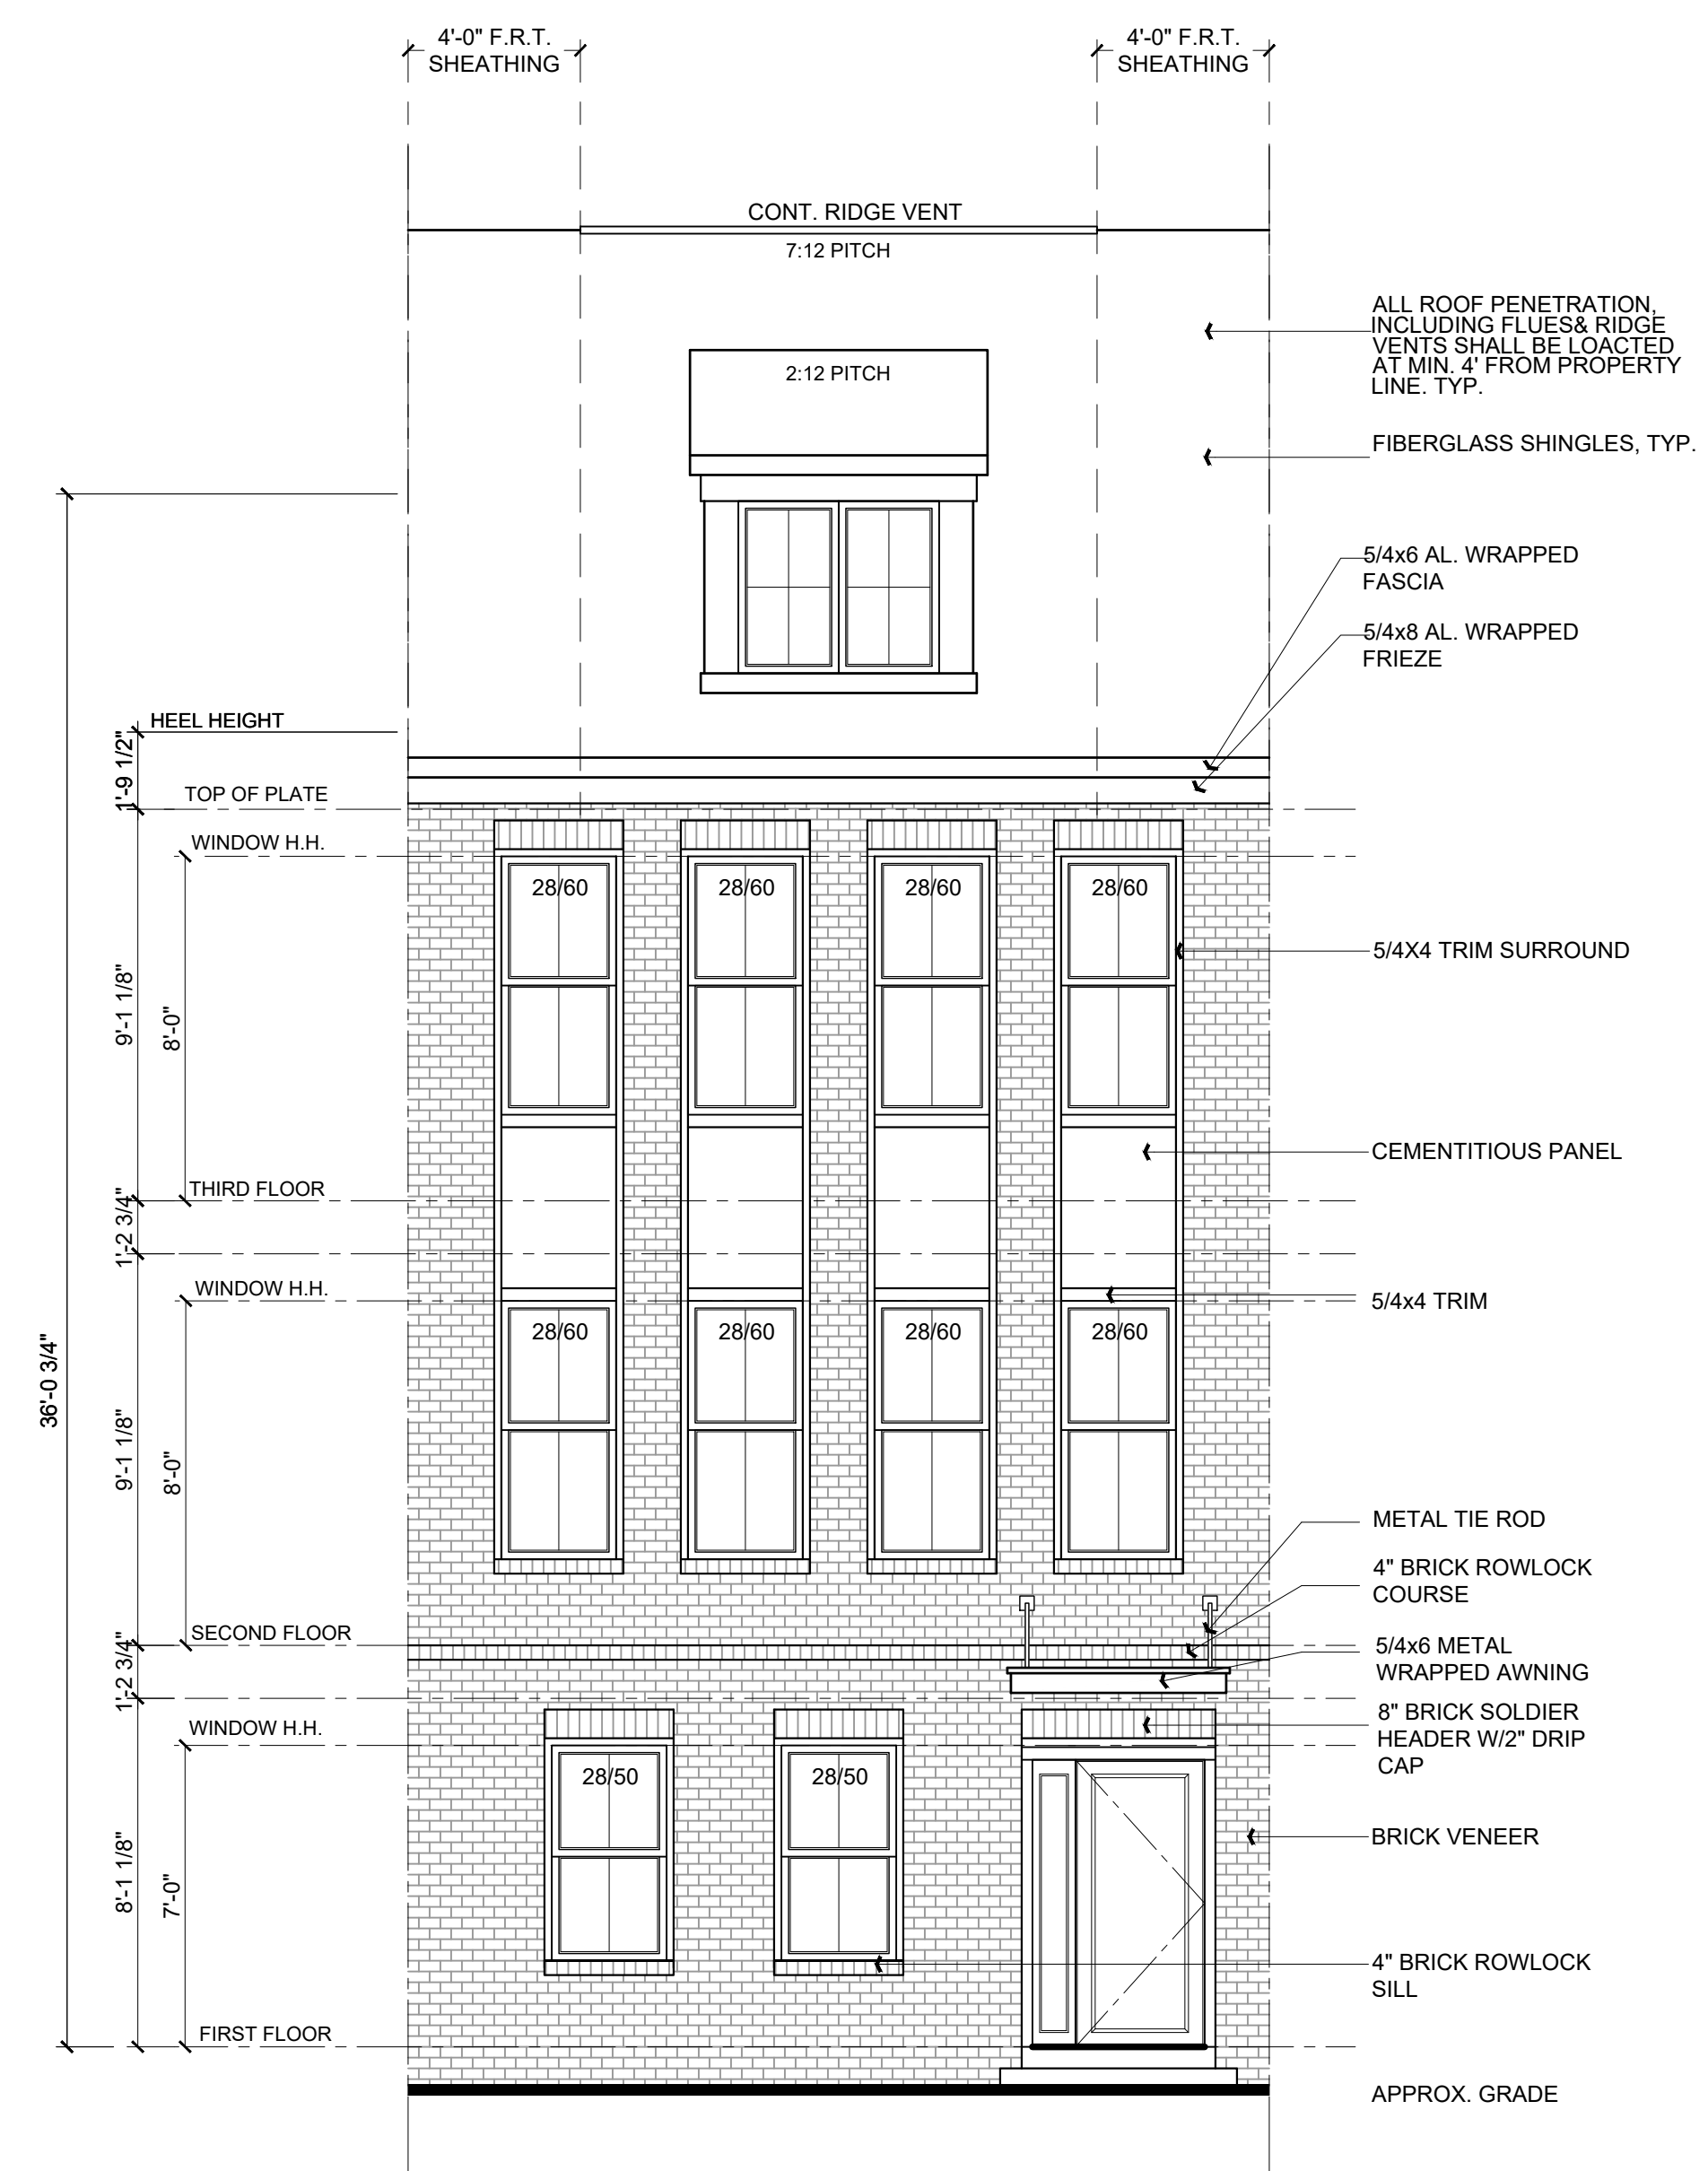 4'-0" F.R.T.
SHEATHING
4'-0" F.R.T.
SHEATHING
CONT. RIDGE VENT
7:12 PITCH
2:12 PITCH
ALL ROOF PENETRATION,
INCLUDING FLUES& RIDGE
VENTS SHALL BE LOACTED
AT MIN. 4' FROM PROPERTY
LINE. TYP.
FIBERGLASS SHINGLES, TYP.
5/4x6 AL. WRAPPED
FASCIA
5/4x8 AL. WRAPPED
FRIEZE
HEEL HEIGHT
1'-9 1/2"
TOP OF PLATE
WINDOW H.H.
28/60
28/60
28/60
28/60
5/4X4 TRIM SURROUND
9'-1 1/8"
8'-0"
CEMENTITIOUS PANEL
THIRD FLOOR
1'-2 3/4"
WINDOW H.H.
5/4x4 TRIM
28/60
28/60
28/60
28/60
36'-0 3/4"
9'-1 1/8"
8'-0"
METAL TIE ROD
4" BRICK ROWLOCK
COURSE
SECOND FLOOR
1'-2 3/4"
5/4x6 METAL
WRAPPED AWNING
8" BRICK SOLDIER
HEADER W/2" DRIP
CAP
WINDOW H.H.
28/50
28/50
BRICK VENEER
8'-1 1/8"
7'-0"
4" BRICK ROWLOCK
SILL
FIRST FLOOR
APPROX. GRADE